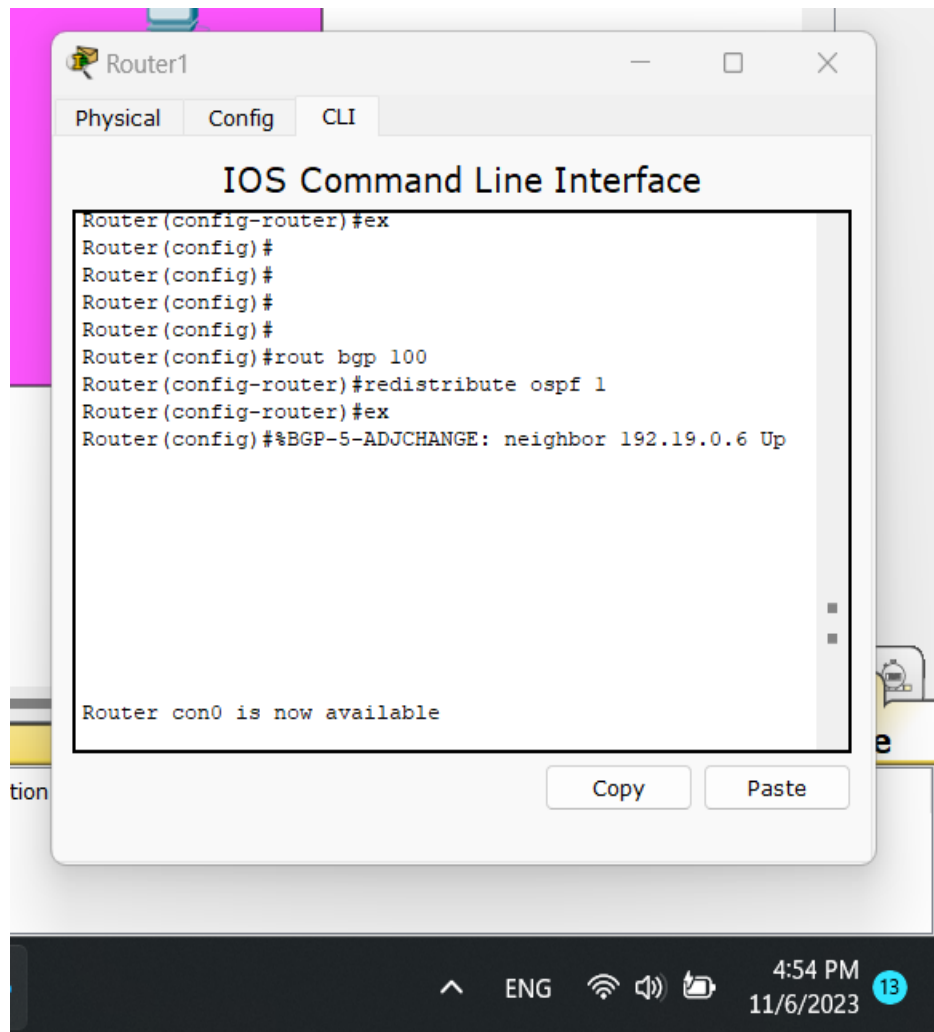 Router1
Physical Config CLI
IOS Command Line Interface
Router(config-router)#ex
Router(config)#
Router(config)#
Router(config)#
Router(config)#
Router(config)#rout bgp 100
Router(config-router)#redistribute ospf 1
Router(config-router)#ex
Router(config)#%BGP-5-ADJCHANGE: neighbor 192.19.0.6 Up
Router con0 is now available
e
Copy Paste
tion
ENG
4:54 PM
11/6/2023
13